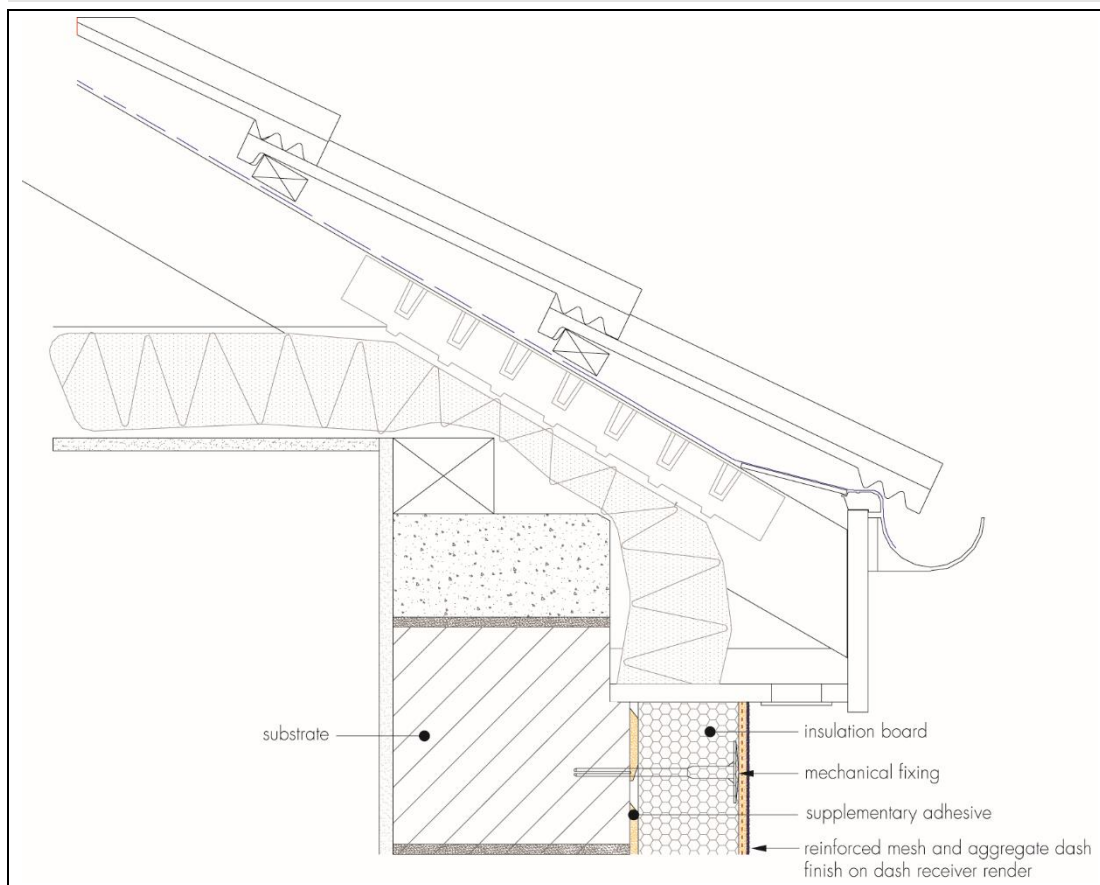 substrate
insulation board
mechanical fixing
supplementary adhesive
reinforced mesh and aggregate dash
finish on dash receiver render